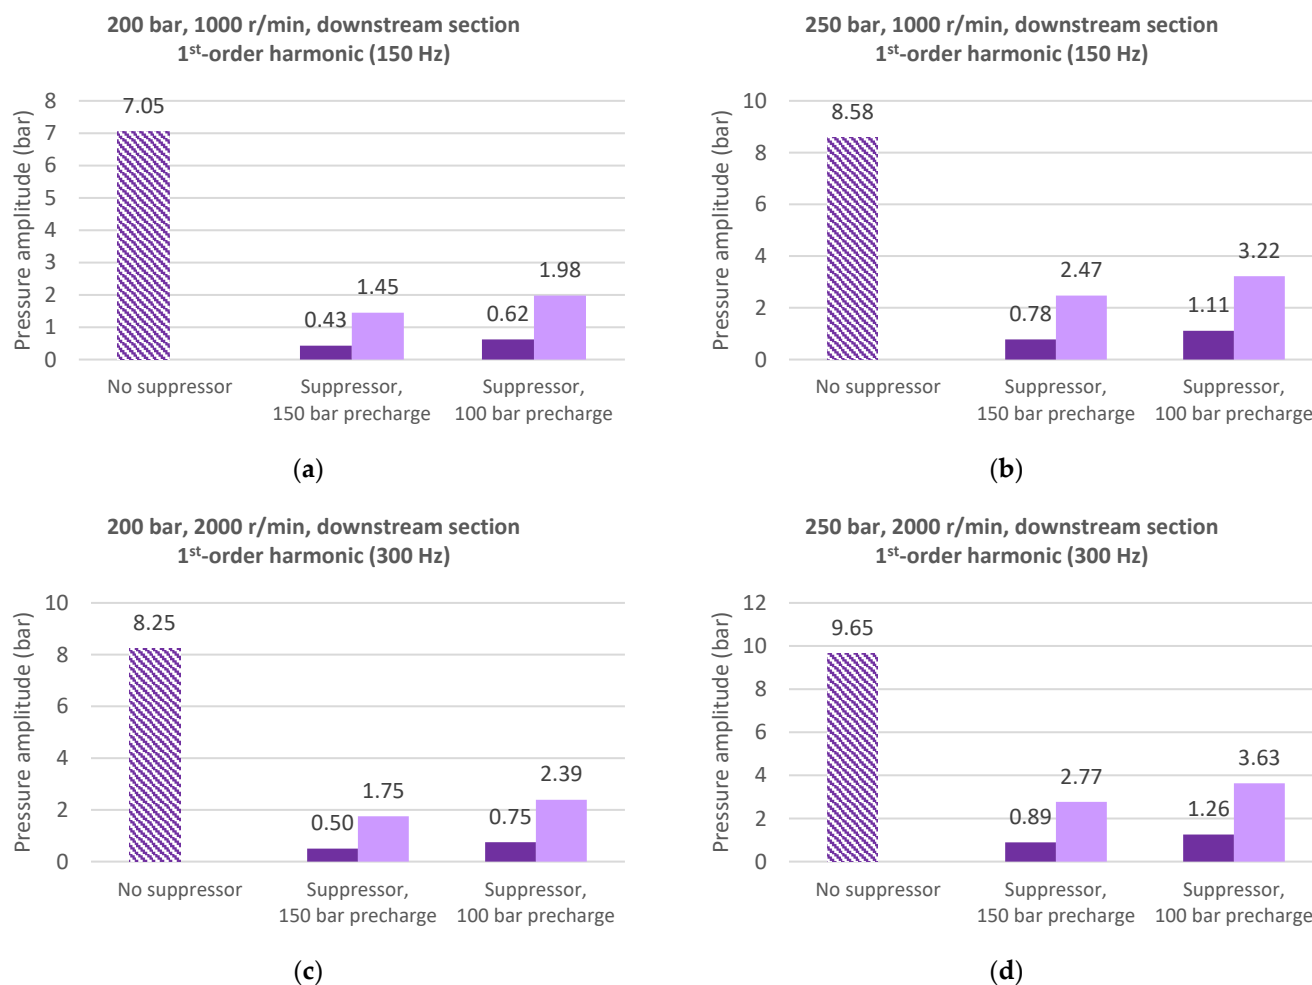 200 bar, 1000 r/min, downstream section
1st-order harmonic (150 Hz)
Pressure amplitude (bar)
8
7
6
5
4
3
2
1
0
7.05
0.43
1.45
0.62
1.98
No suppressor
Suppressor,
150 bar precharge
Suppressor,
100 bar precharge
(a)
250 bar, 1000 r/min, downstream section
1st-order harmonic (150 Hz)
Pressure amplitude (bar)
10
8
6
4
2
0
8.58
0.78
2.47
1.11
3.22
No suppressor
Suppressor,
150 bar precharge
Suppressor,
100 bar precharge
(b)
200 bar, 2000 r/min, downstream section
1st-order harmonic (300 Hz)
Pressure amplitude (bar)
10
8
6
4
2
0
8.25
0.50
1.75
0.75
2.39
No suppressor
Suppressor,
150 bar precharge
Suppressor,
100 bar precharge
(c)
250 bar, 2000 r/min, downstream section
1st-order harmonic (300 Hz)
Pressure amplitude (bar)
12
10
8
6
4
2
0
9.65
0.89
2.77
1.26
3.63
No suppressor
Suppressor,
150 bar precharge
Suppressor,
100 bar precharge
(d)